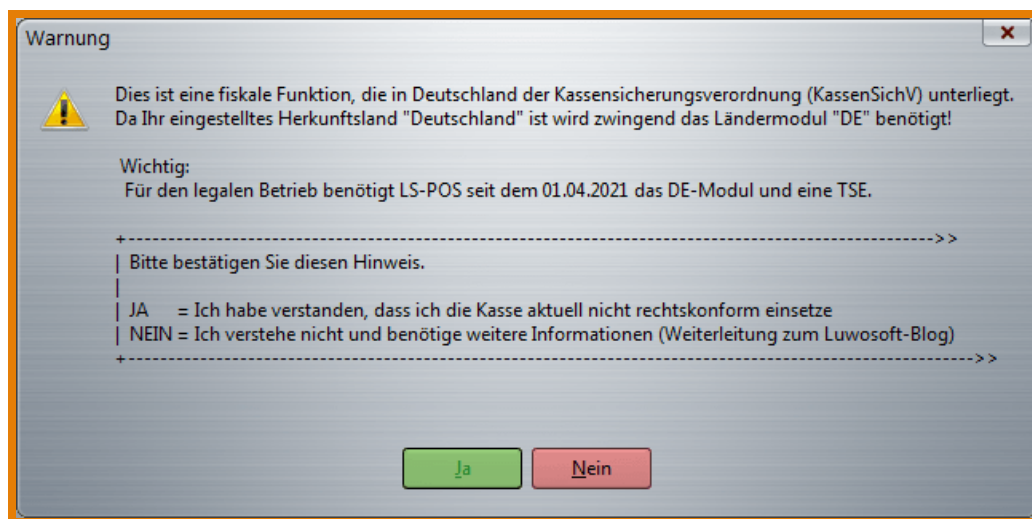 Warnung
Dies ist eine fiskale Funktion, die in Deutschland der Kassensicherungsverordnung (KassenSichV) unterliegt.
Da Ihr eingestelltes Herkunftsland "Deutschland" ist wird zwingend das Ländermodul "DE" benötigt!
Wichtig:
Für den legalen Betrieb benötigt LS-POS seit dem 01.04.2021 das DE-Modul und eine TSE.
+---------------------------------------------------------------------------------------------------->>
| Bitte bestätigen Sie diesen Hinweis.
|
| JA = Ich habe verstanden, dass ich die Kasse aktuell nicht rechtskonform einsetze
| NEIN = Ich verstehe nicht und benötige weitere Informationen (Weiterleitung zum Luwosoft-Blog)
+--------------------------------------------------------------------------------------------------------->>
Ja
Nein